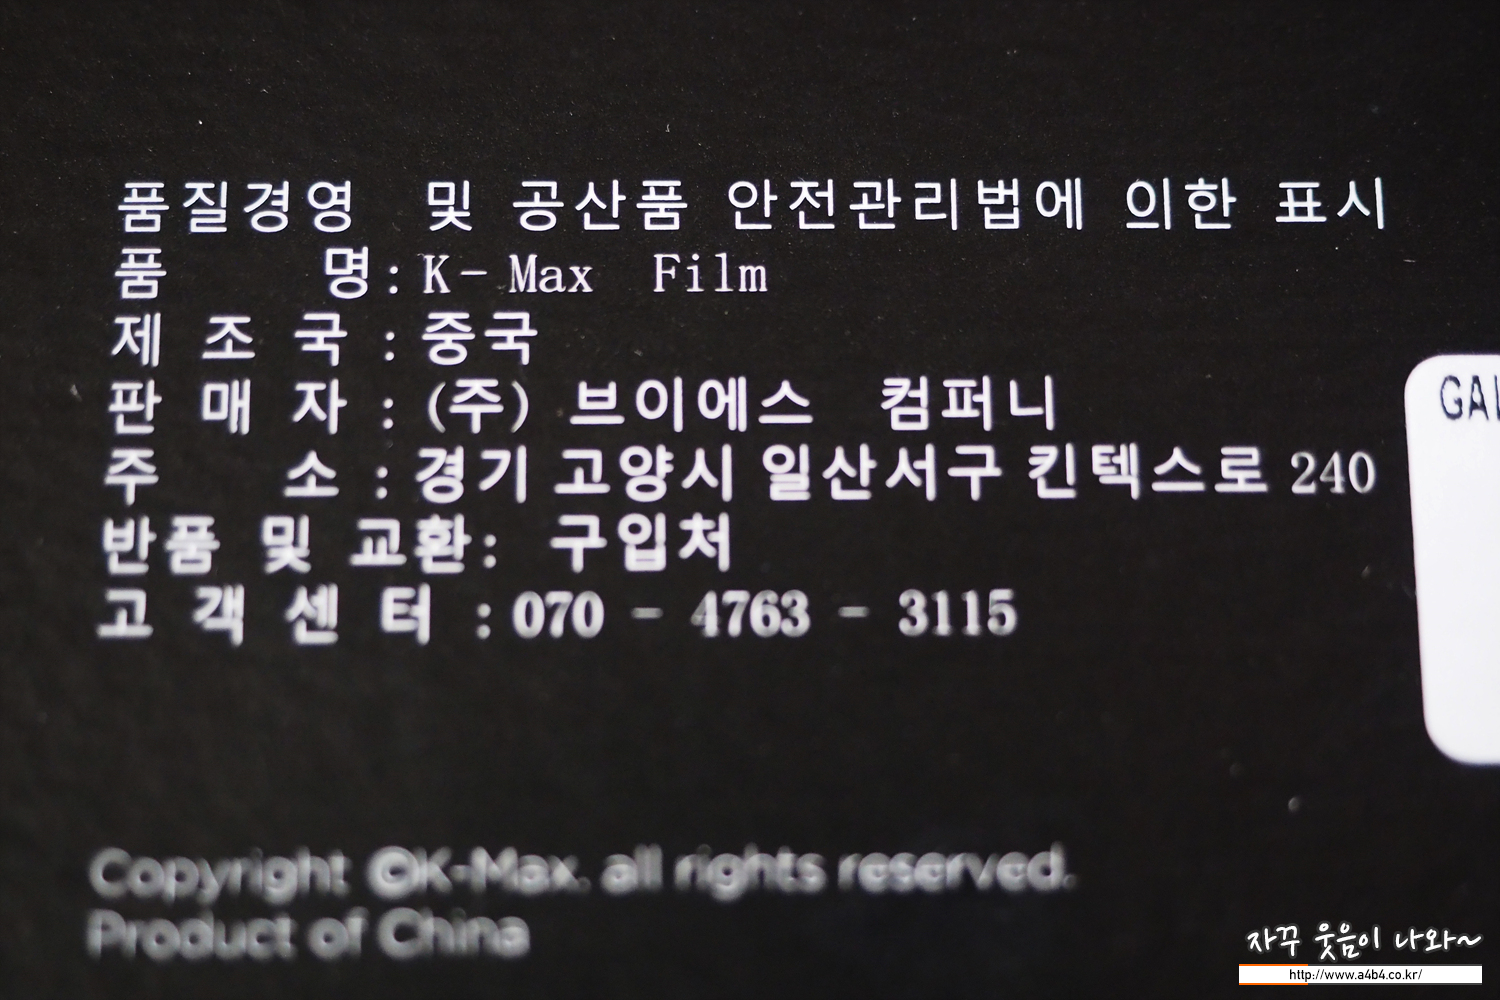 품질경영 및 공산품 안전관리법에 의한 표시
품 명 : K- Max Film
제 조 국 : 중국
판 매 자 : (주) 브이에스 컴퍼니
주 소 : 경기 고양시 일산서구 킨텍스로 240
반품 및 교환 : 구입처
고 객 센 터 : 070 - 4763 - 3115
GAL
Copyright ©K-Max. all rights reserved.
Product of China
자꾸 웃음이 나와~
http://www.a4b4.co.kr/